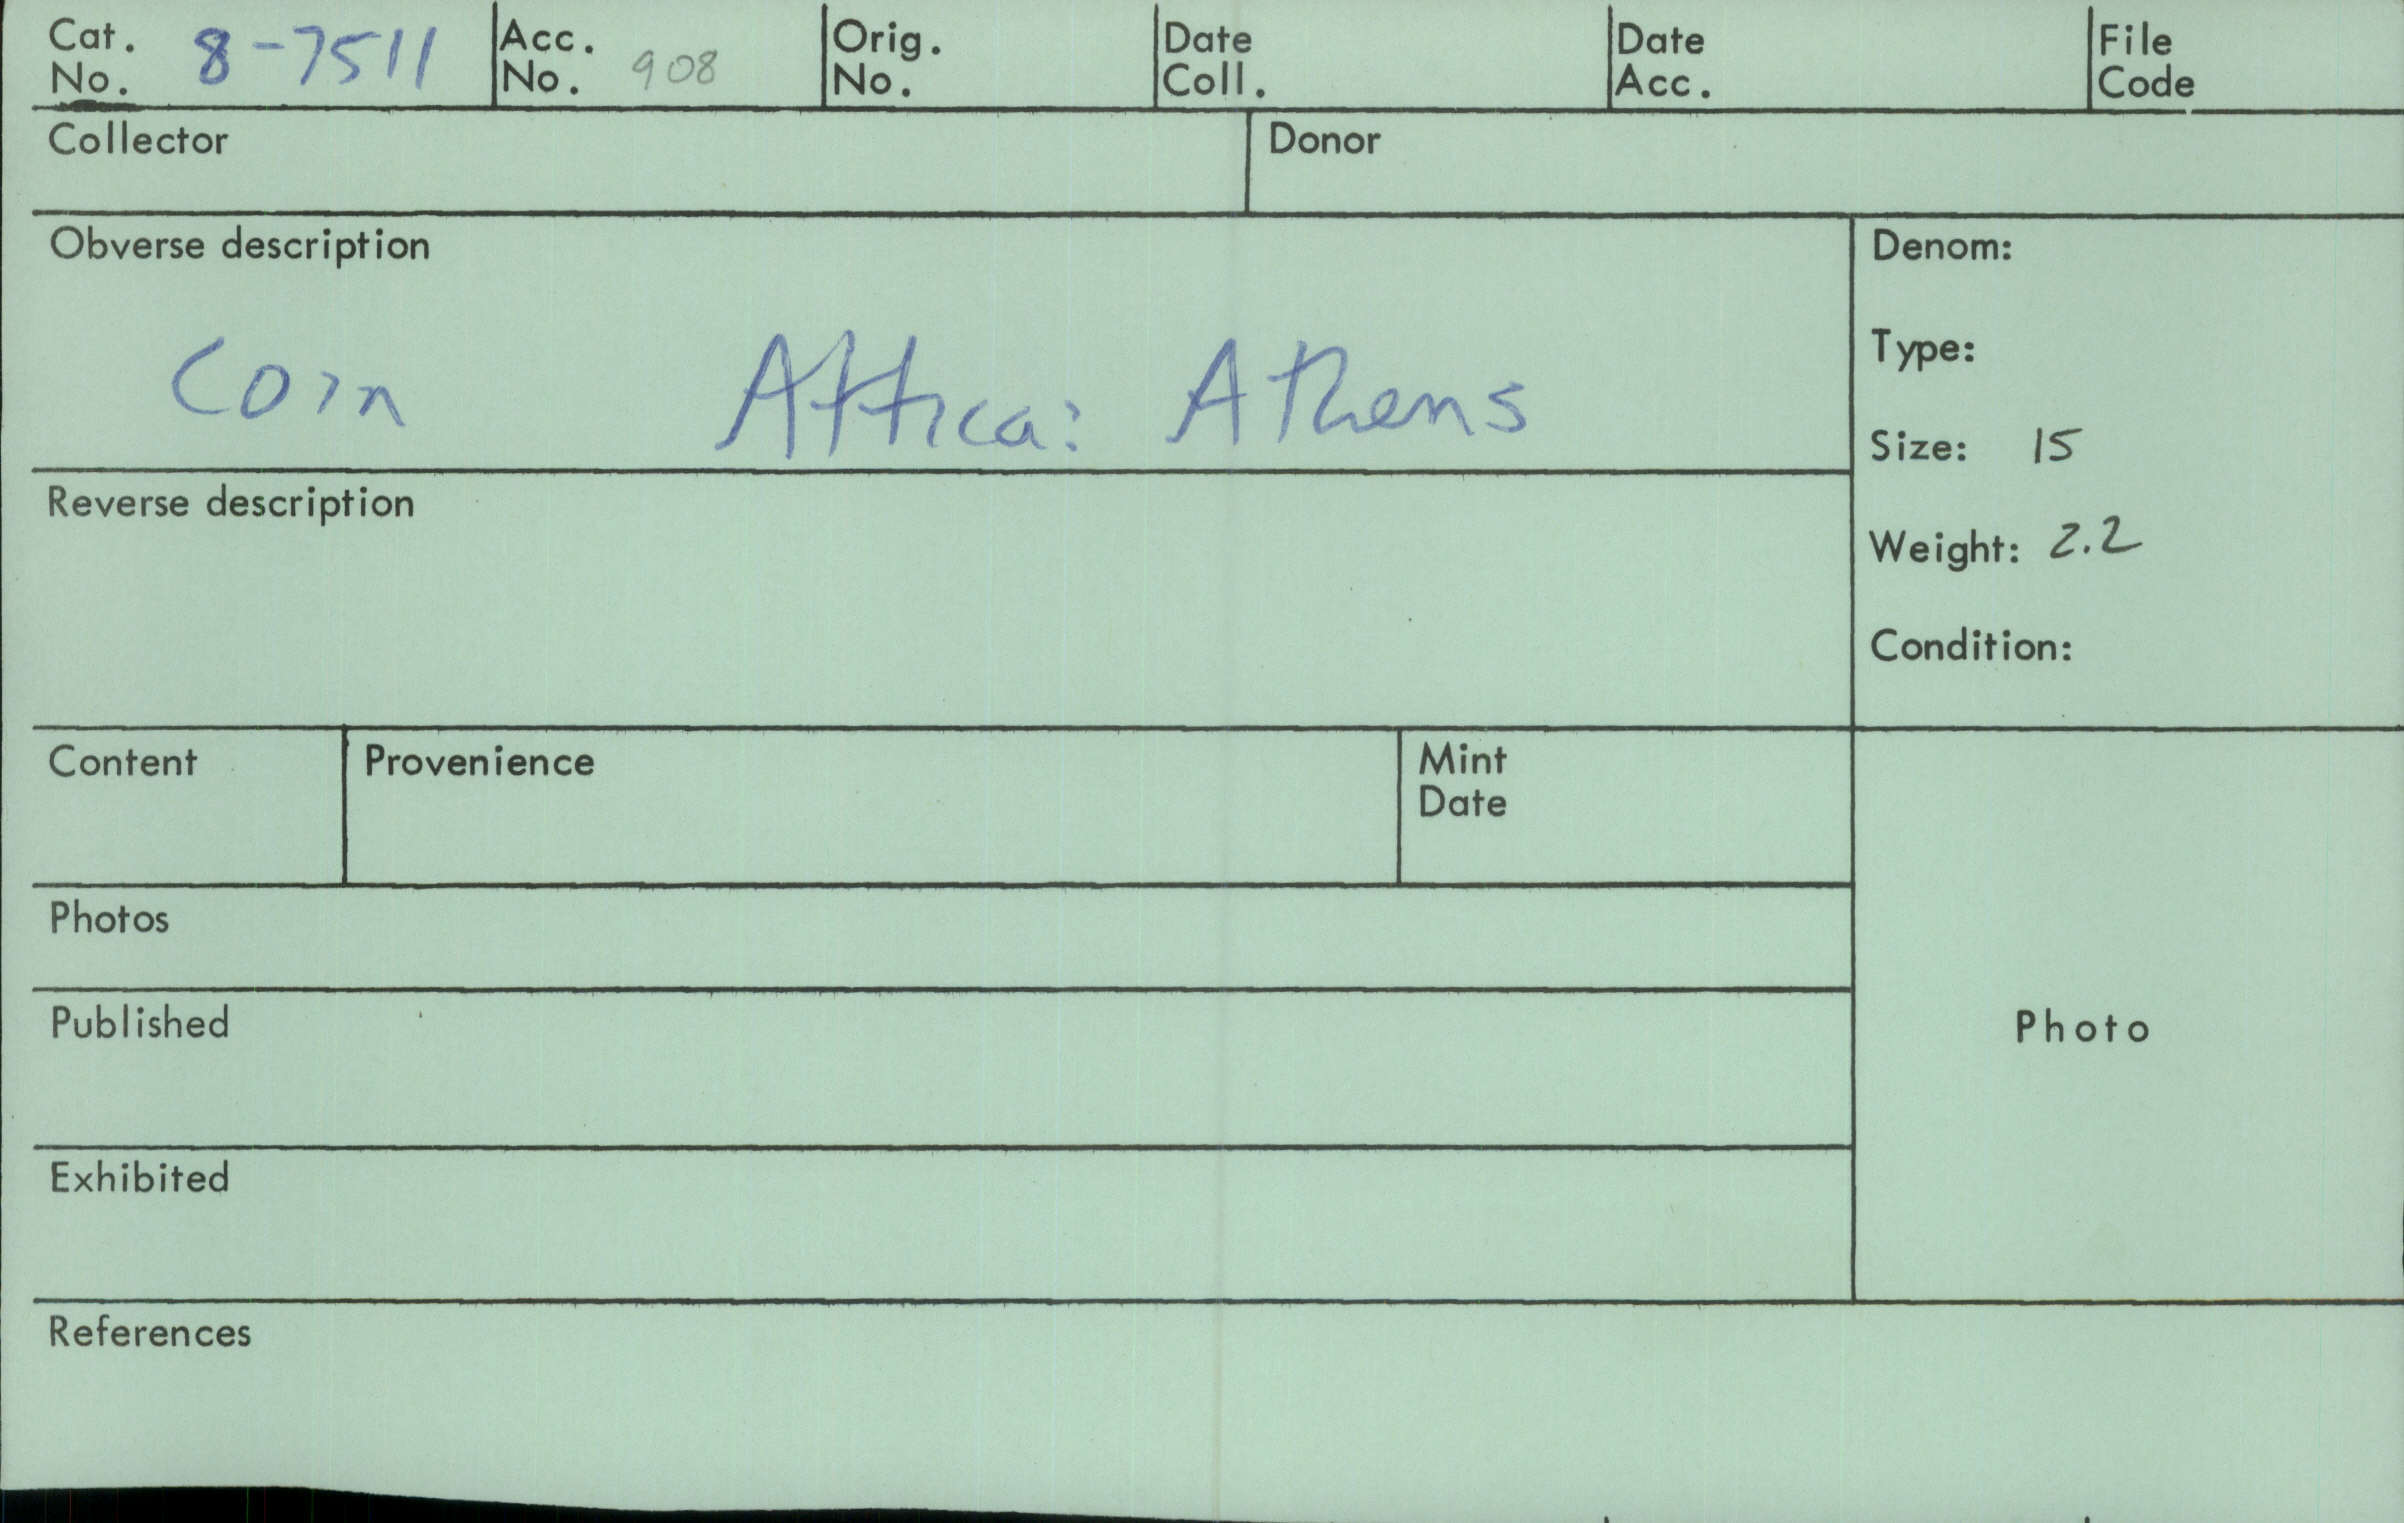 Cat. No. 8-7511 Acc. No. 908 Orig. No. Date Coll. Date Acc. File Code
Collector Donor
Obverse description
Coin Attica: Athens
Denom:
Type:
Size: 15
Weight: 2.2
Condition:
Reverse description
Content Provenience Mint Date
Photos
Published
Photo
Exhibited
References